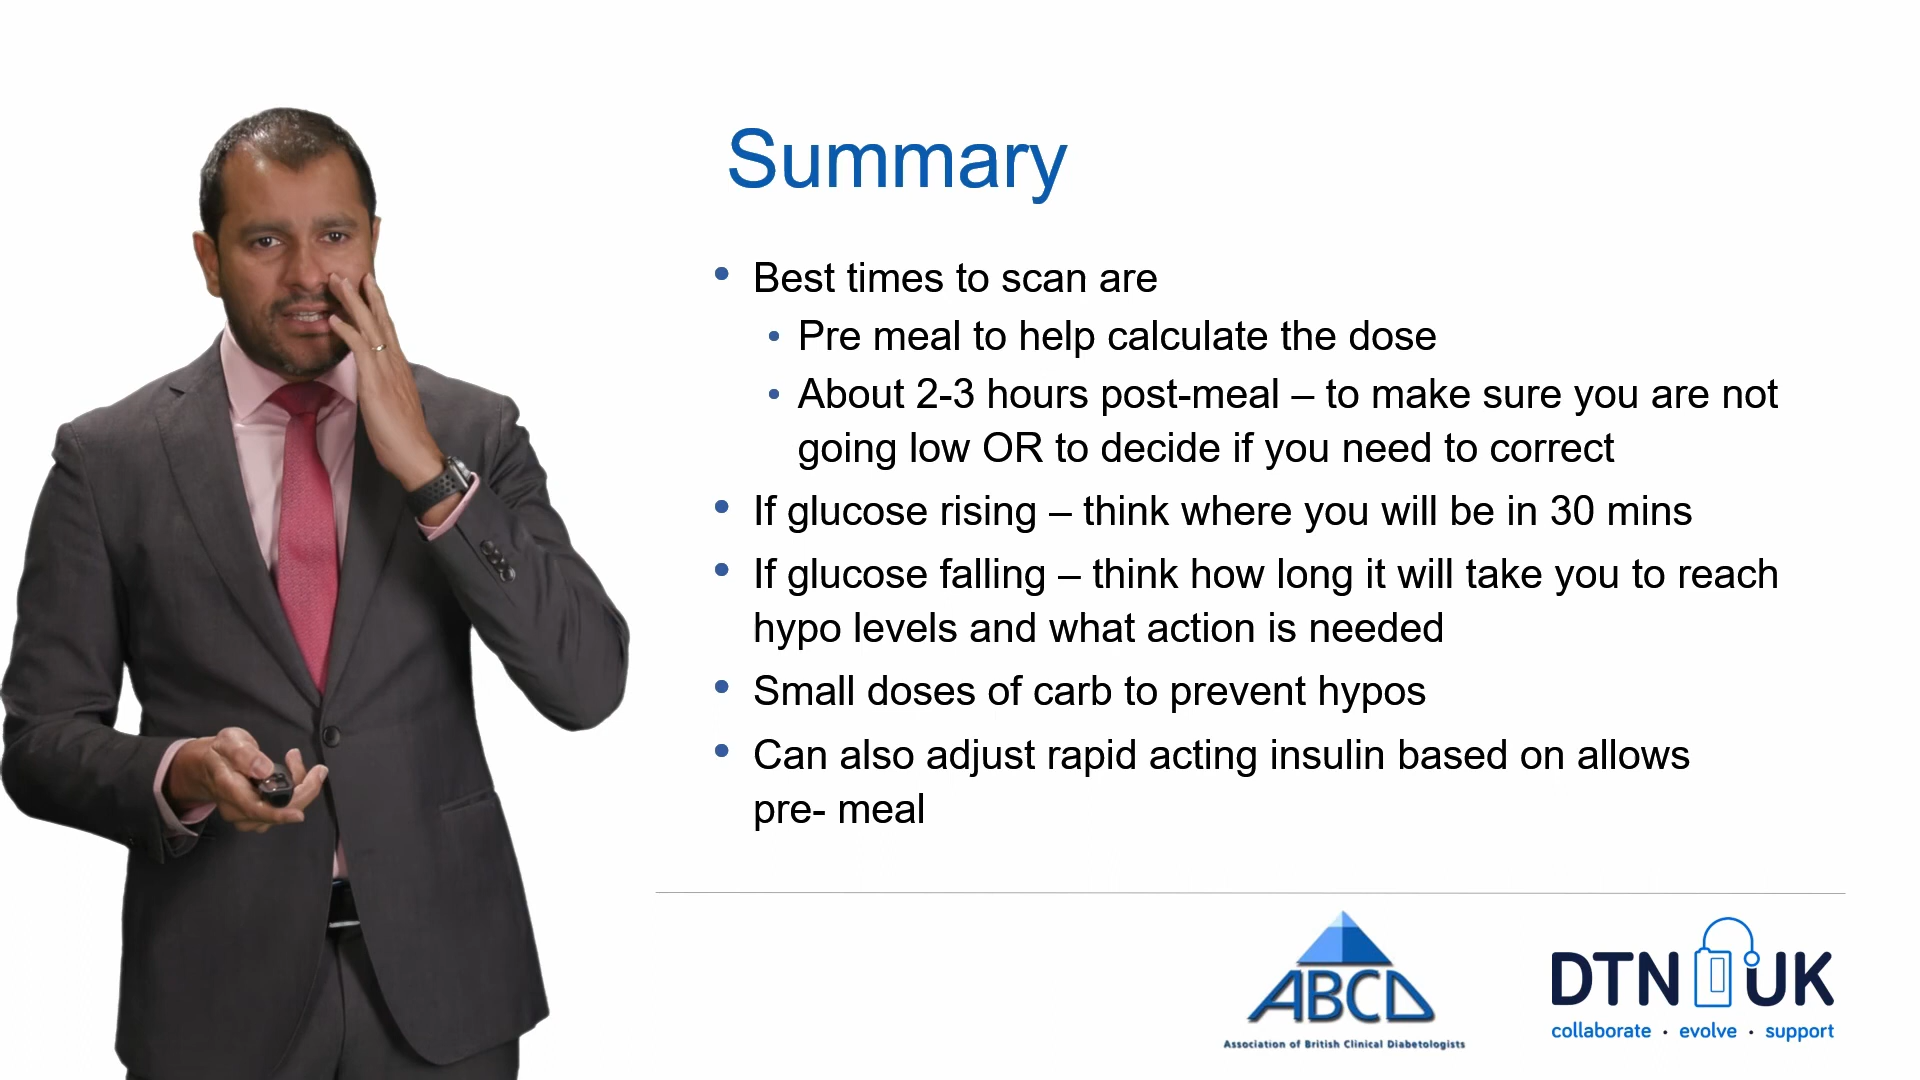 Summary
• Best times to scan are
• Pre meal to help calculate the dose
• About 2-3 hours post-meal – to make sure you are not
going low OR to decide if you need to correct
• If glucose rising – think where you will be in 30 mins
• If glucose falling – think how long it will take you to reach
hypo levels and what action is needed
• Small doses of carb to prevent hypos
• Can also adjust rapid acting insulin based on allows
pre- meal
ABCD
Association of British Clinical Diabetologists
DTN UK
collaborate • evolve • support